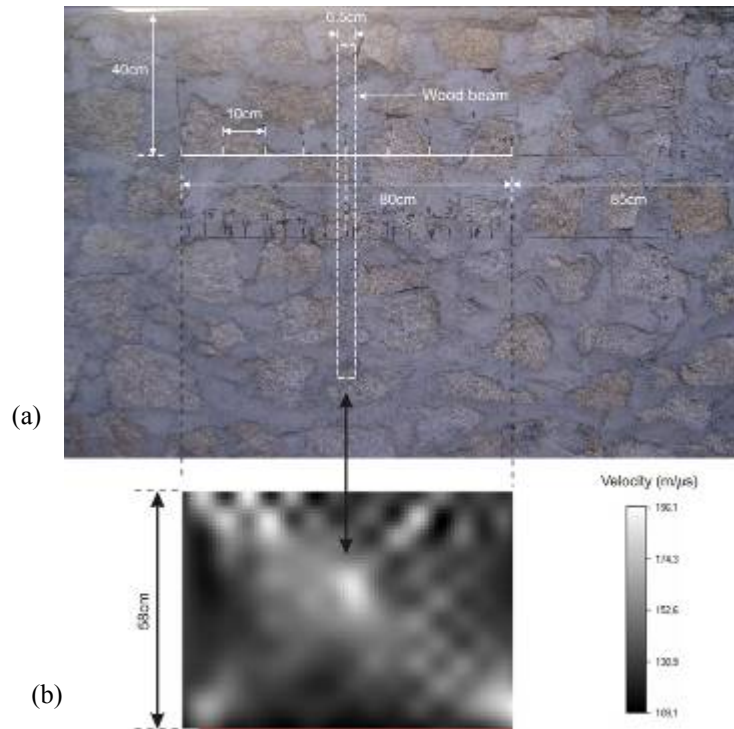 6.5cm
40cm
Wood beam
10cm
80cm
65cm
(a)
Velocity (m/µs)
196.1
174.3
152.6
130.9
109.1
58cm
(b)